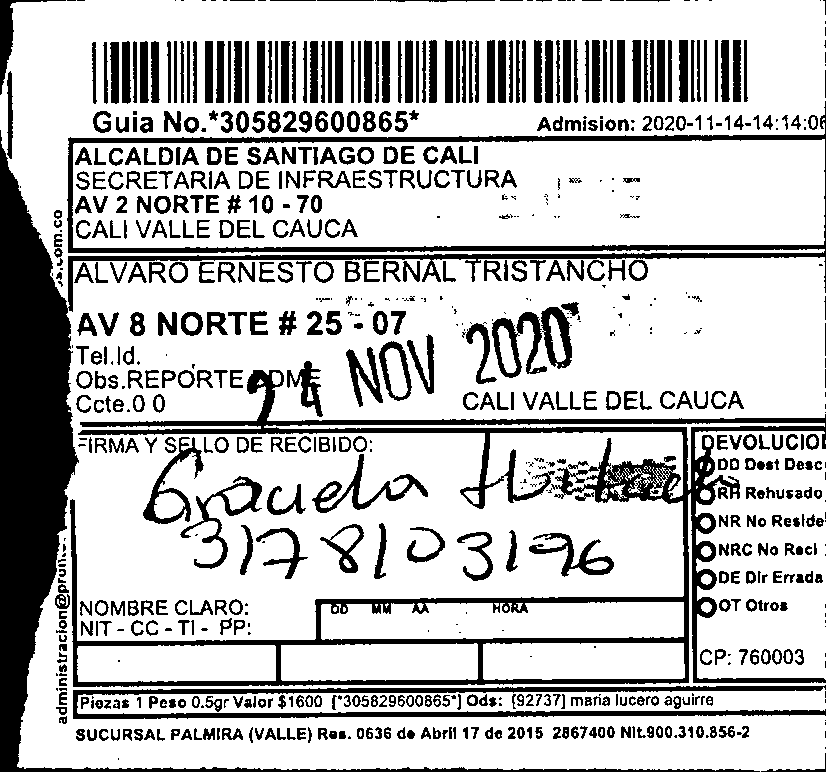 Guia No.*305829600865*
Admision: 2020-11-14-14:14:06
ALCALDIA DE SANTIAGO DE CALI
SECRETARIA DE INFRAESTRUCTURA
AV 2 NORTE # 10 - 70
CALI VALLE DEL CAUCA
ALVARO ERNESTO BERNAL TRISTANCHO
AV 8 NORTE # 25 - 07
Tel.Id.
Obs.REPORTE
Ccte.0 0
24 NOV 2020
CALI VALLE DEL CAUCA
FIRMA Y SELLO DE RECIBIDO:
Graciela
3178103196
DEVOLUCIO
DD Dest Desc
RH Rehusado
NR No Reside
NRC No Reci
DE Dir Errada
OT Otros
CP: 760003
NOMBRE CLARO:
NIT - CC - TI - PP:
DD MM AA HORA
Piezas 1 Peso 0.5gr Valor $1600 [*305829600865*] Ods: [92737] maria lucero aguirre
SUCURSAL PALMIRA (VALLE) Res. 0636 de Abril 17 de 2015 2867400 Nit.900.310.856-2